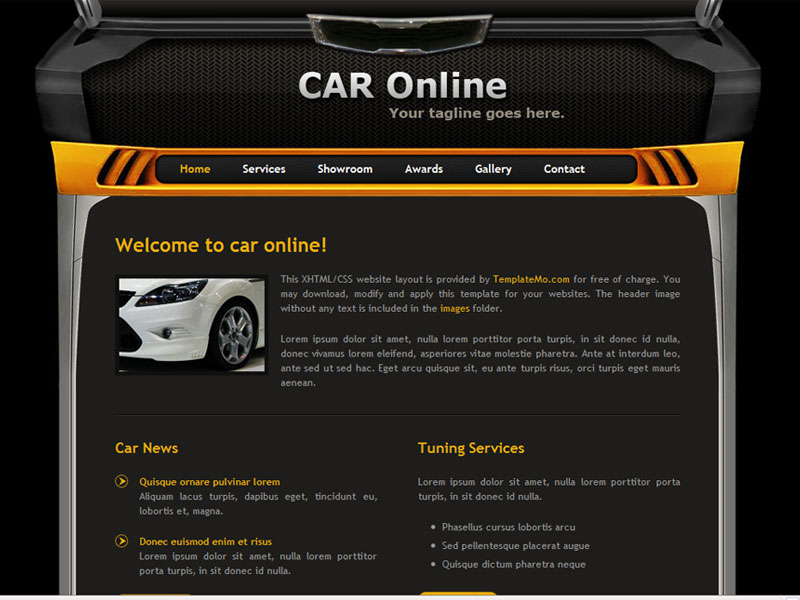 CAR Online
Your tagline goes here.
Home Services Showroom Awards Gallery Contact
Welcome to car online!
This XHTML/CSS website layout is provided by TemplateMo.com for free of charge. You
may download, modify and apply this template for your websites. The header image
without any text is included in the images folder.
Lorem ipsum dolor sit amet, nulla lorem porttitor porta turpis, in sit donec id nulla,
donec vivamus lorem eleifend, asperiores vitae molestie pharetra. Ante at interdum leo,
ante sed ut sed hac. Eget arcu quisque sit, eu ante turpis risus, orci turpis eget mauris
aenean.
Car News
Quisque ornare pulvinar lorem
Aliquam lacus turpis, dapibus eget, tincidunt eu,
lobortis et, magna.
Donec euismod enim et risus
Lorem ipsum dolor sit amet, nulla lorem porttitor
porta turpis, in sit donec id nulla.
Tuning Services
Lorem ipsum dolor sit amet, nulla lorem porttitor porta
turpis, in sit donec id nulla.
Phasellus cursus lobortis arcu
Sed pellentesque placerat augue
Quisque dictum pharetra neque